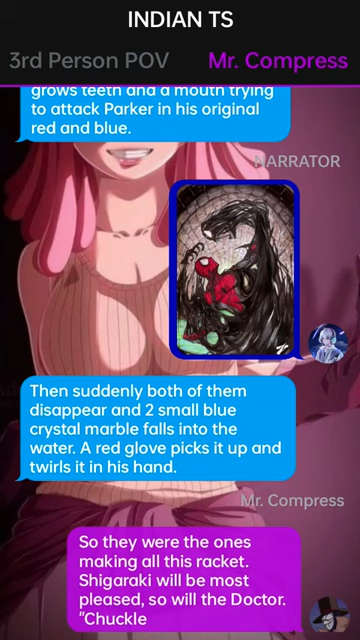 INDIAN TS
3rd Person POV Mr. Compress
grows teeth and a mouth trying
to attack Parker in his original
red and blue.
NARRATOR
Then suddenly both of them
disappear and 2 small blue
crystal marble falls into the
water. A red glove picks it up and
twirls it in his hand.
Mr. Compress
So they were the ones
making all this racket.
Shigaraki will be most
pleased, so will the Doctor.
"Chuckle